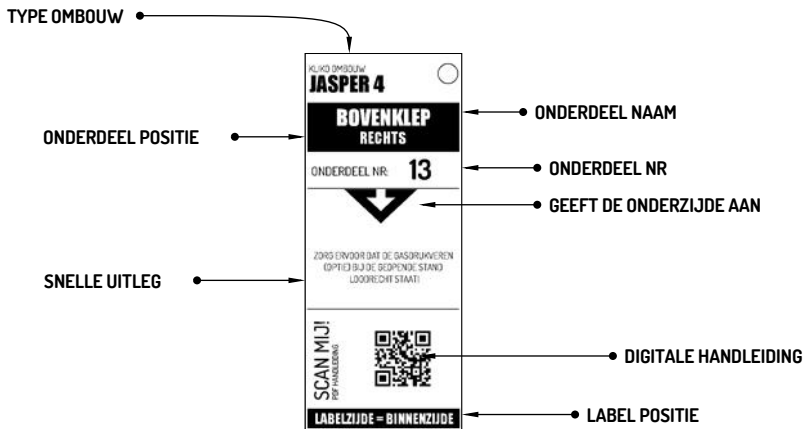 TYPE OMBOUW
KLIKO OMBOUW
JASPER 4
BOVENKLEP
RECHTS
ONDERDEEL NAAM
ONDERDEEL POSITIE
ONDERDEEL NR: 13
ONDERDEEL NR
GEEFT DE ONDERZIJDE AAN
ZORG ERVOOR DAT DE GASDRUKVEREN
(OPTIE) BIJ DE GEOPENDE STAND
LOODRECHT STAAT!
SNELLE UITLEG
SCAN MIJ!
PDF HANDLEIDING
DIGITALE HANDLEIDING
LABELZIJDE = BINNENZIJDE
LABEL POSITIE